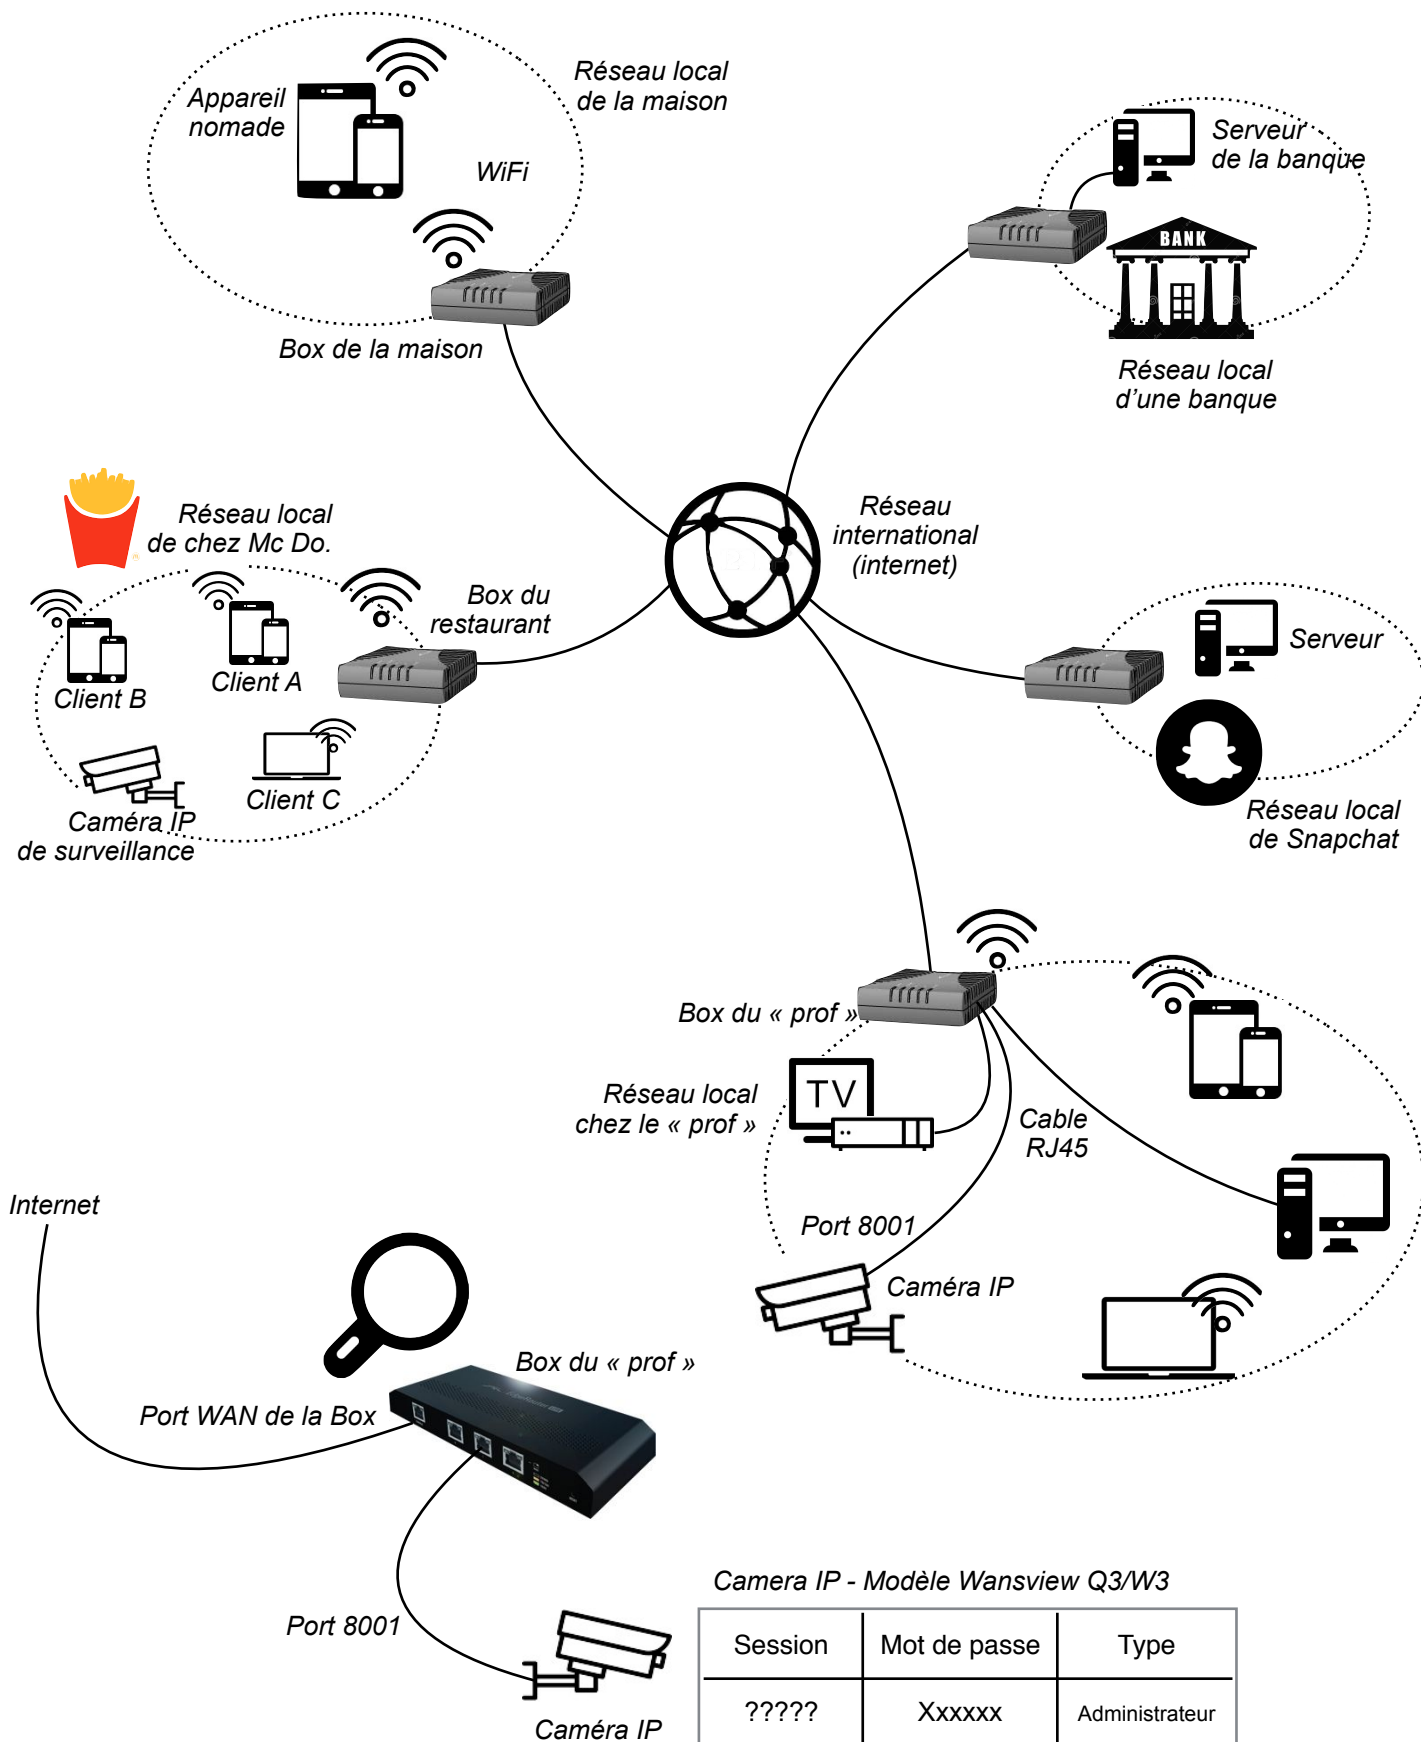 Appareil
nomade
WiFi
Réseau local
de la maison
Box de la maison
Serveur
de la banque
BANK
Réseau local
d’une banque
Réseau local
de chez Mc Do.
Box du
restaurant
Client B
Client A
Client C
Caméra IP
de surveillance
Réseau
international
(internet)
Serveur
Réseau local
de Snapchat
Box du « prof »
Réseau local
chez le « prof »
TV
Cable
RJ45
Port 8001
Caméra IP
Internet
Box du « prof »
Port WAN de la Box
Port 8001
Caméra IP
Camera IP - Modèle Wansview Q3/W3
Session Mot de passe Type
????? Xxxxxx Administrateur